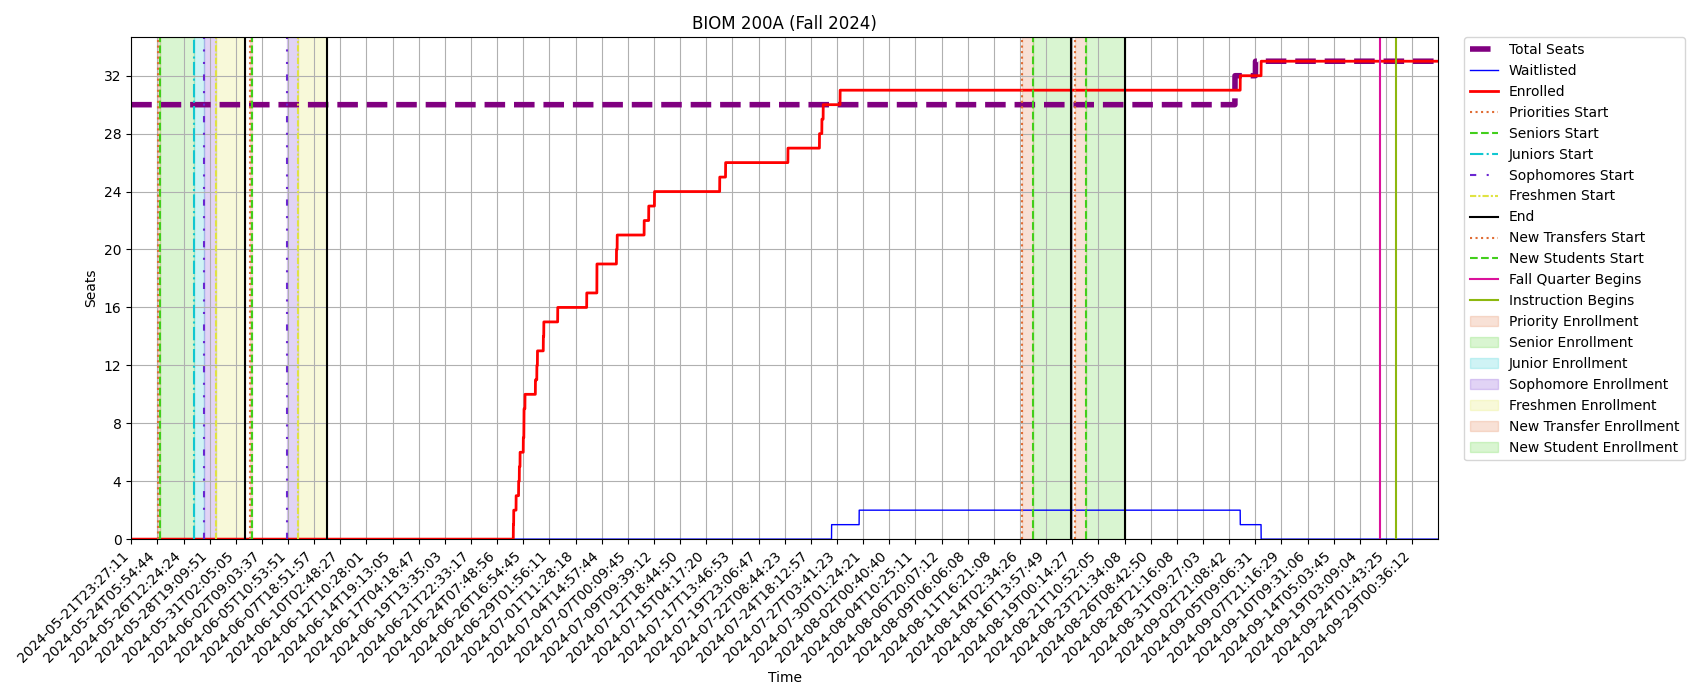 BIOM 200A (Fall 2024)
Seats
32
28
24
20
16
12
8
4
0
2024-05-21T23:27:11
2024-05-24T05:54:44
2024-05-26T12:24:24
2024-05-28T19:09:51
2024-05-31T02:05:05
2024-06-02T09:03:37
2024-06-05T10:53:51
2024-06-07T18:51:57
2024-06-10T02:48:27
2024-06-12T10:28:01
2024-06-14T19:13:05
2024-06-17T04:18:47
2024-06-19T13:35:03
2024-06-21T22:33:17
2024-06-24T07:48:56
2024-06-26T16:54:45
2024-06-29T01:56:11
2024-07-01T11:28:18
2024-07-04T14:57:44
2024-07-07T00:09:45
2024-07-09T09:39:12
2024-07-12T18:44:50
2024-07-15T04:17:20
2024-07-17T13:46:53
2024-07-19T23:06:47
2024-07-22T08:44:23
2024-07-24T18:12:57
2024-07-27T03:41:23
2024-07-30T01:24:21
2024-08-02T00:40:40
2024-08-04T10:25:11
2024-08-06T20:07:12
2024-08-09T06:06:08
2024-08-11T16:21:08
2024-08-14T02:34:26
2024-08-16T13:57:49
2024-08-19T00:14:27
2024-08-21T10:52:05
2024-08-23T21:34:08
2024-08-26T08:42:50
2024-08-28T21:16:08
2024-08-31T09:27:03
2024-09-02T21:08:42
2024-09-05T09:06:31
2024-09-07T21:16:29
2024-09-10T09:31:06
2024-09-14T05:03:45
2024-09-19T03:09:04
2024-09-24T01:43:25
2024-09-29T00:36:12
Time
Total Seats
Waitlisted
Enrolled
Priorities Start
Seniors Start
Juniors Start
Sophomores Start
Freshmen Start
End
New Transfers Start
New Students Start
Fall Quarter Begins
Instruction Begins
Priority Enrollment
Senior Enrollment
Junior Enrollment
Sophomore Enrollment
Freshmen Enrollment
New Transfer Enrollment
New Student Enrollment